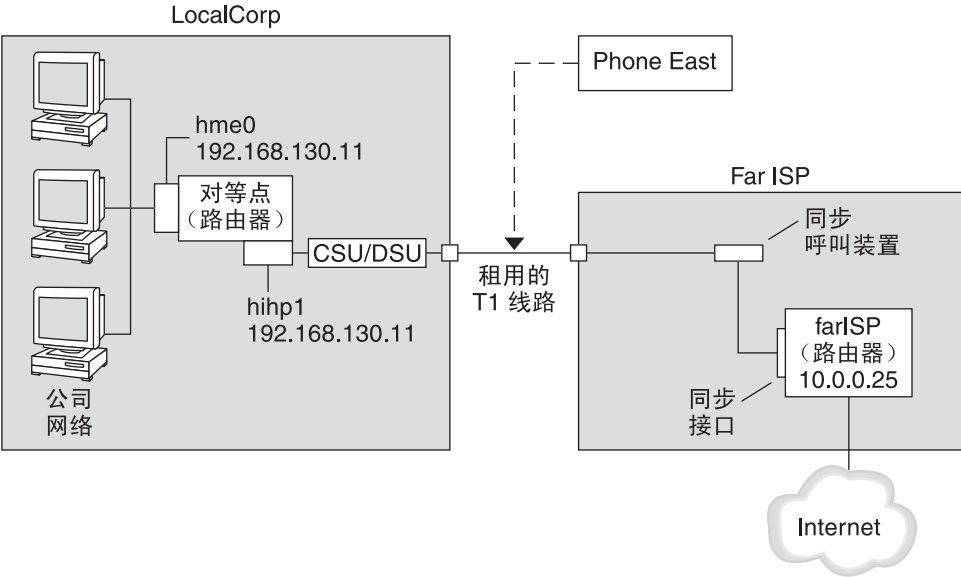 LocalCorp
Phone East
hme0
192.168.130.11
对等点
（路由器）
CSU/DSU
hihp1
192.168.130.11
公司
网络
租用的
T1 线路
Far ISP
同步
呼叫装置
farISP
（路由器）
10.0.0.25
同步
接口
Internet